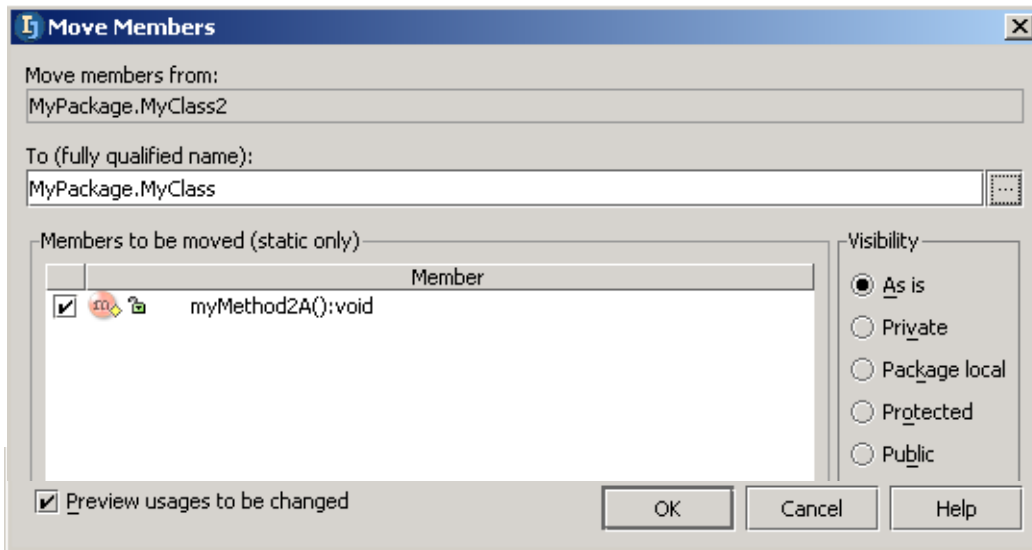 Move Members
Move members from:
MyPackage.MyClass2
To (fully qualified name):
MyPackage.MyClass
...
Members to be moved (static only)
Member
myMethod2A():void
Visibility
As is
Private
Package local
Protected
Public
Preview usages to be changed
OK
Cancel
Help